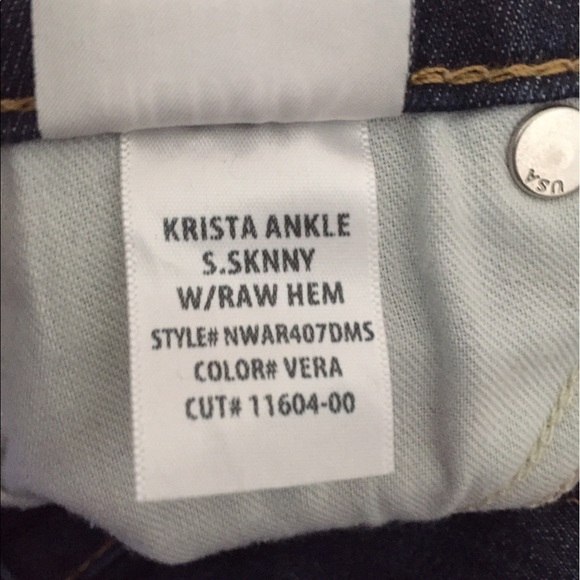 KRISTA ANKLE
S.SKNNY
W/RAW HEM
STYLE# NWAR407DMS
COLOR# VERA
CUT# 11604-00
USA